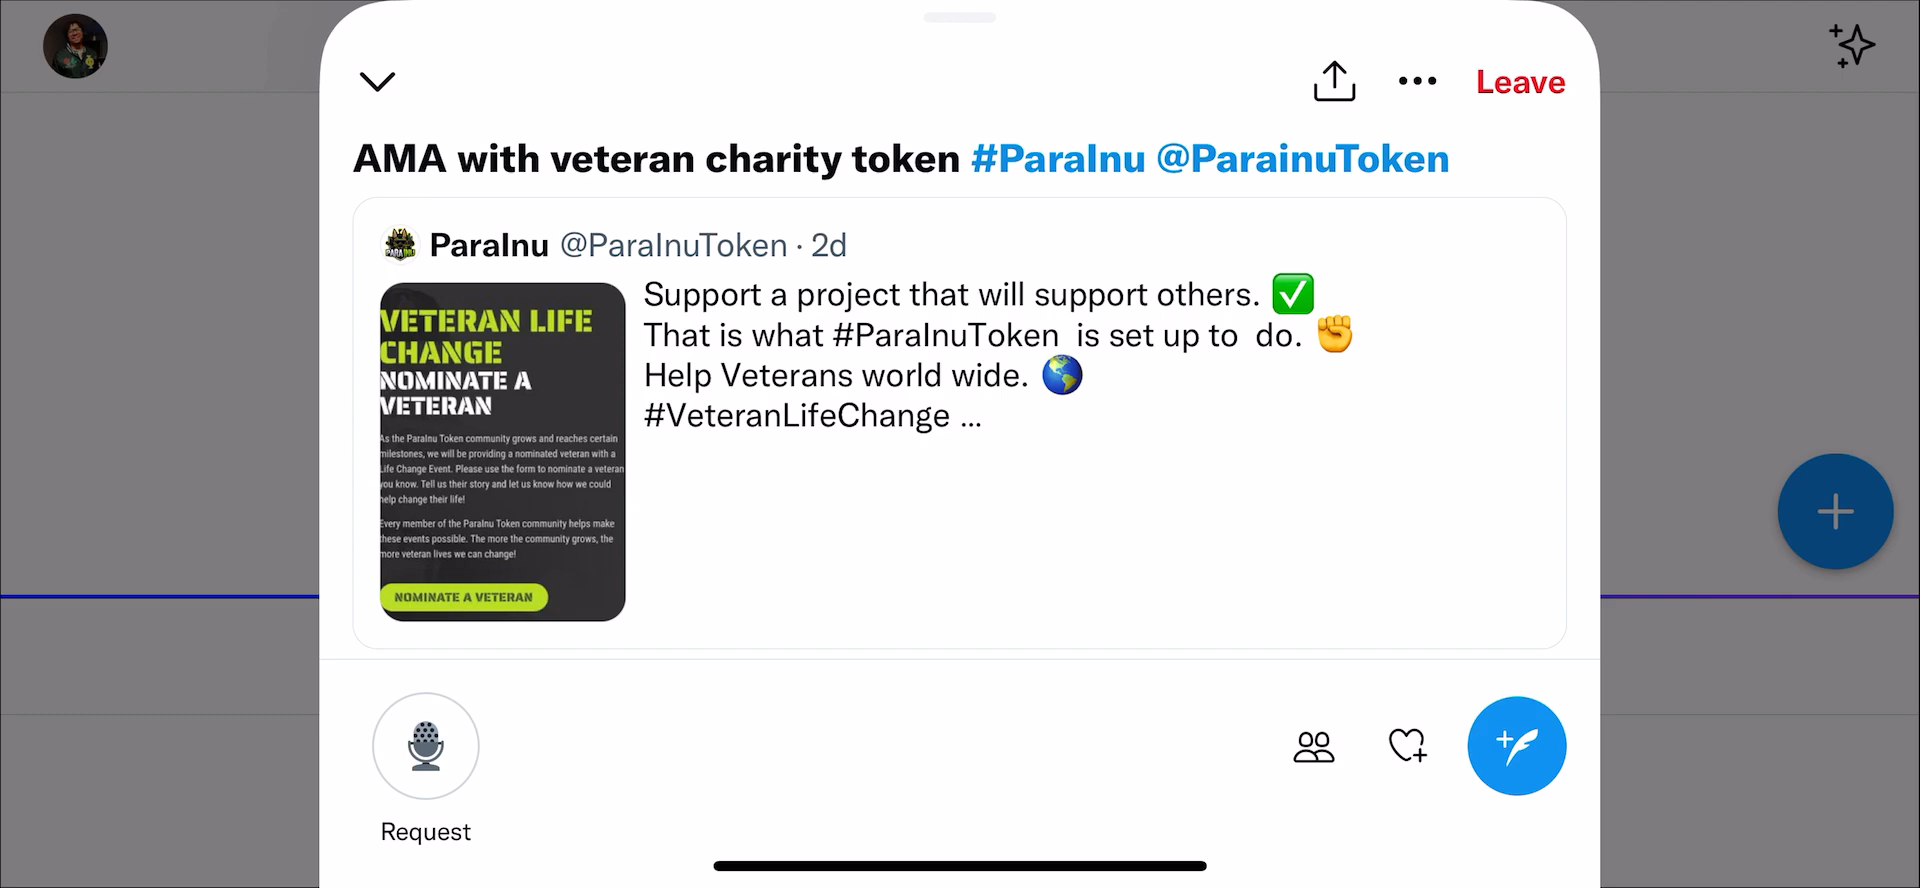 Leave
AMA with veteran charity token #ParaInu @ParainuToken
ParaInu @ParaInuToken · 2d
Support a project that will support others. ✅
That is what #ParaInuToken is set up to do. ✊
Help Veterans world wide. 🌎
#VeteranLifeChange ...
VETERAN LIFE
CHANGE
NOMINATE A
VETERAN
As the ParaInu Token community grows and reaches certain
milestones, we will be providing a nominated veteran with a
Life Change Event. Please use the form to nominate a veteran
you know. Tell us their story and let us know how we could
help change their life!
Every member of the ParaInu Token community helps make
these events possible. The more the community grows, the
more veteran lives we can change!
NOMINATE A VETERAN
Request